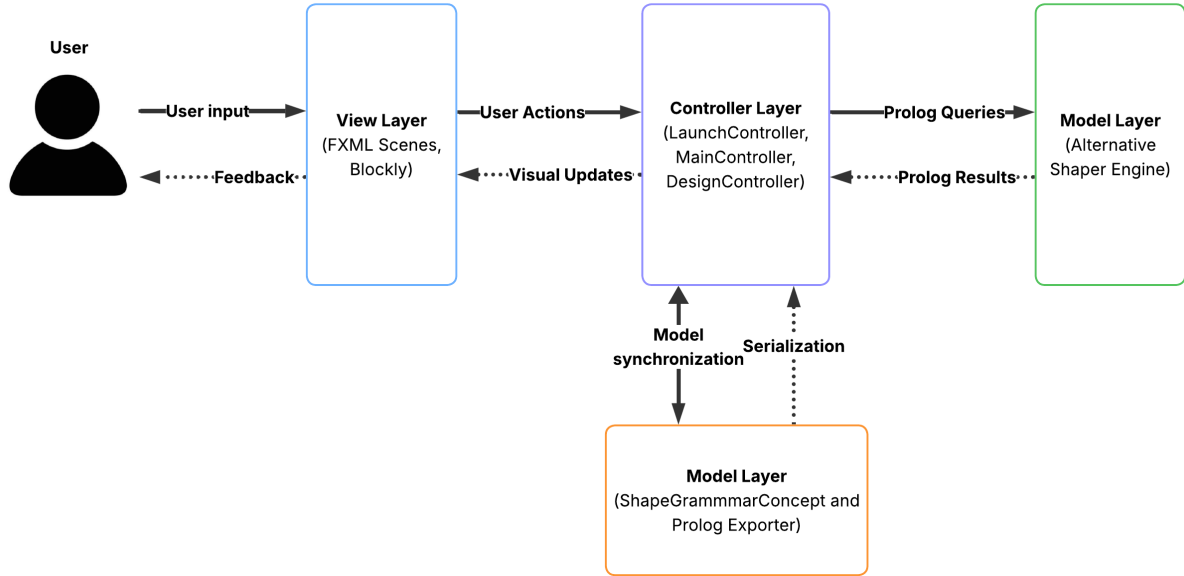 User
User input
Feedback
View Layer
(FXML Scenes,
Blockly)
User Actions
Visual Updates
Controller Layer
(LaunchController,
MainController,
DesignController)
Prolog Queries
Prolog Results
Model Layer
(Alternative
Shaper Engine)
Model
synchronization
Serialization
Model Layer
(ShapeGrammmarConcept and
Prolog Exporter)